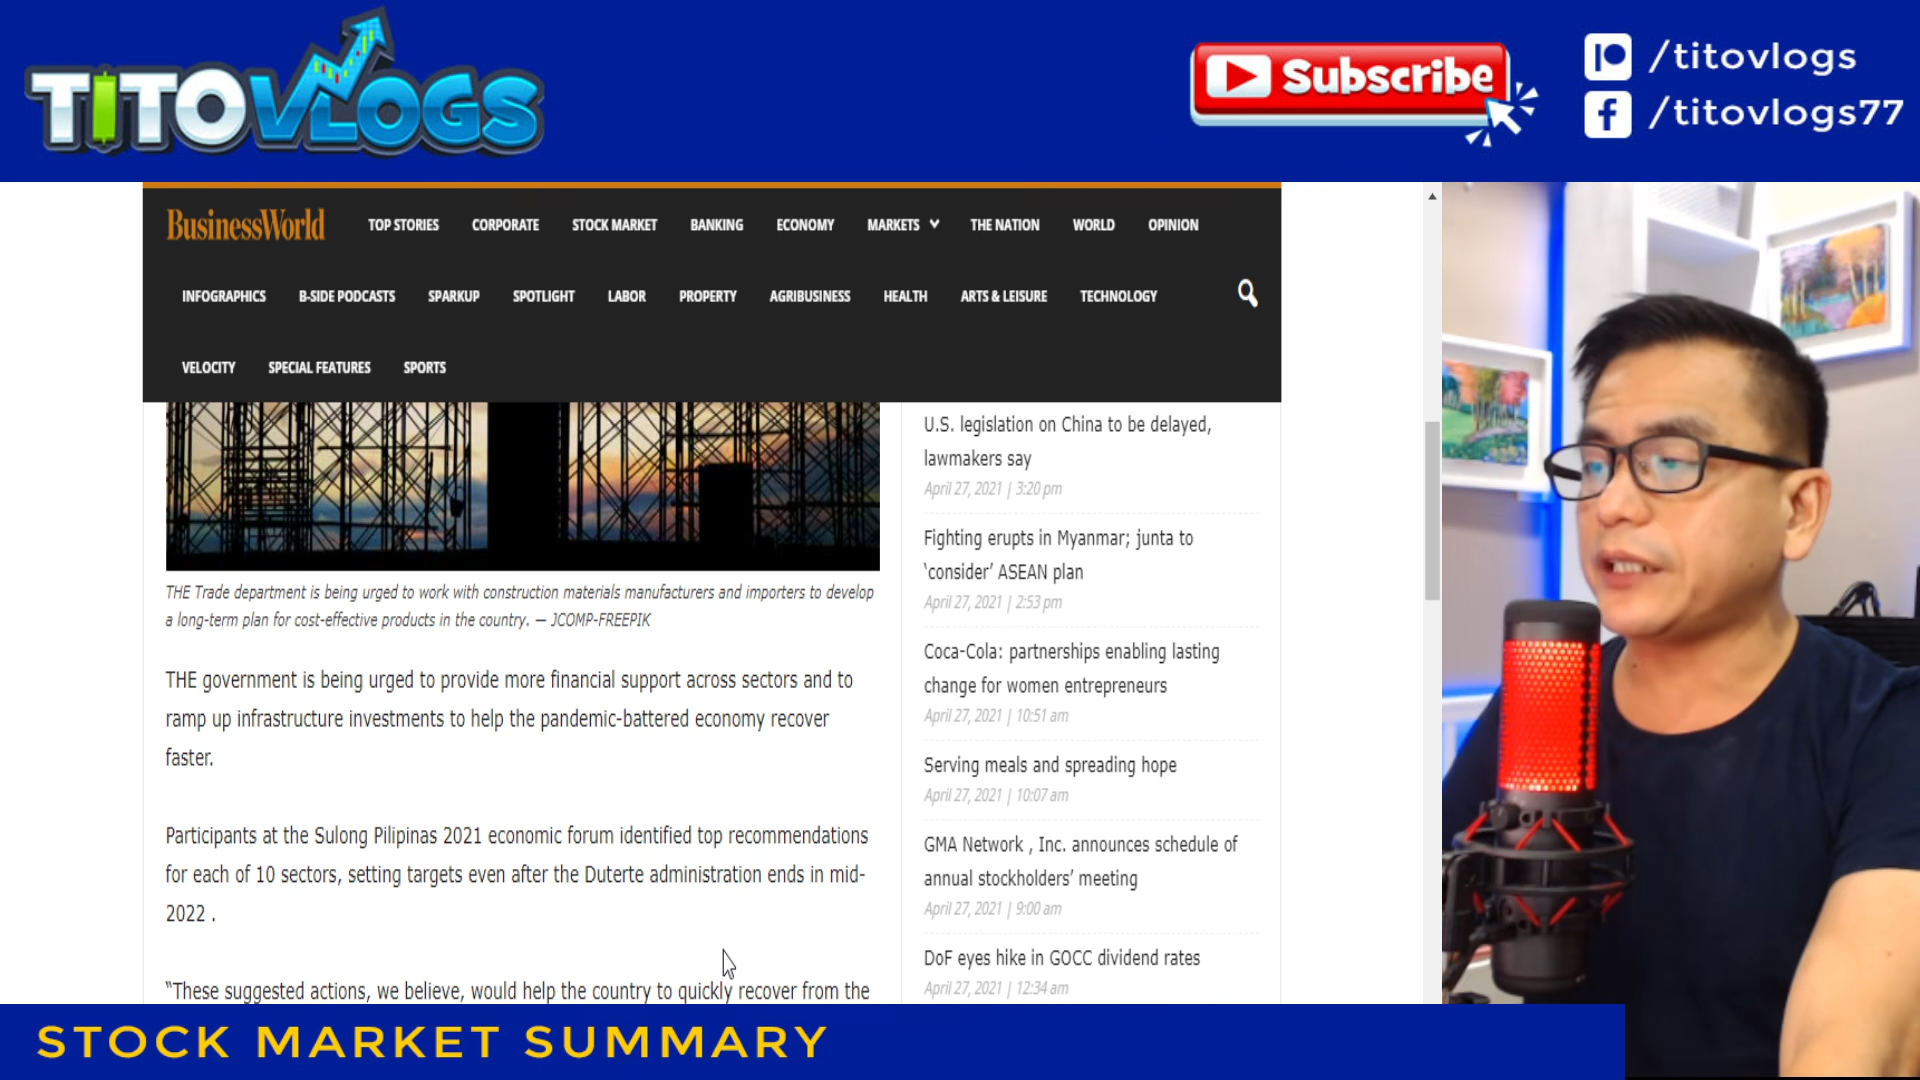 TITOVLOGS
Subscribe
/titovlogs
/titovlogs77
BusinessWorld
TOP STORIES CORPORATE STOCK MARKET BANKING ECONOMY MARKETS THE NATION WORLD OPINION
INFOGRAPHICS B-SIDE PODCASTS SPARKUP SPOTLIGHT LABOR PROPERTY AGRIBUSINESS HEALTH ARTS & LEISURE TECHNOLOGY
VELOCITY SPECIAL FEATURES SPORTS
THE Trade department is being urged to work with construction materials manufacturers and importers to develop
a long-term plan for cost-effective products in the country. — JCOMP-FREEPIK
THE government is being urged to provide more financial support across sectors and to
ramp up infrastructure investments to help the pandemic-battered economy recover
faster.
Participants at the Sulong Pilipinas 2021 economic forum identified top recommendations
for each of 10 sectors, setting targets even after the Duterte administration ends in mid-
2022 .
“These suggested actions, we believe, would help the country to quickly recover from the
U.S. legislation on China to be delayed,
lawmakers say
April 27, 2021 | 3:20 pm
Fighting erupts in Myanmar; junta to
‘consider’ ASEAN plan
April 27, 2021 | 2:53 pm
Coca-Cola: partnerships enabling lasting
change for women entrepreneurs
April 27, 2021 | 10:51 am
Serving meals and spreading hope
April 27, 2021 | 10:07 am
GMA Network , Inc. announces schedule of
annual stockholders’ meeting
April 27, 2021 | 9:00 am
DoF eyes hike in GOCC dividend rates
April 27, 2021 | 12:34 am
STOCK MARKET SUMMARY